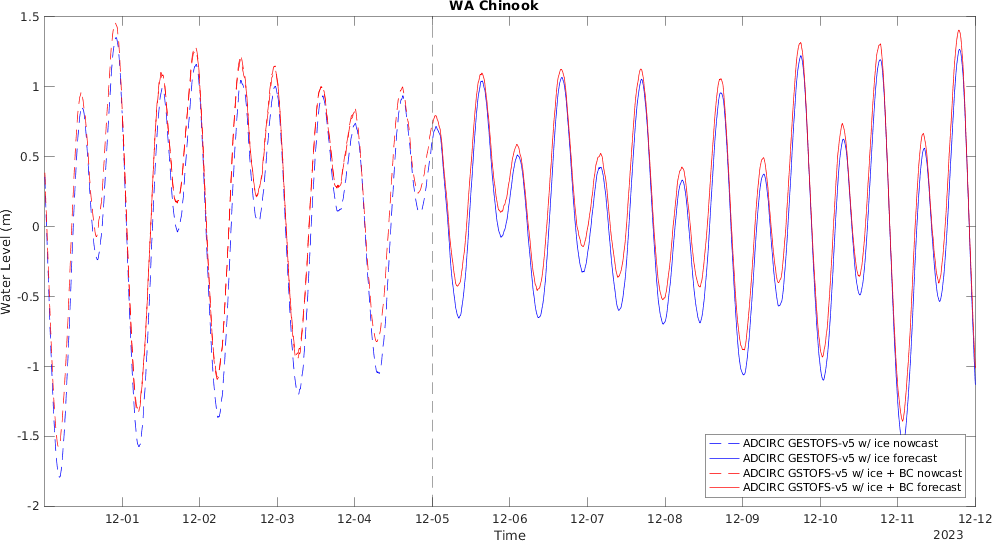 WA Chinook
1.5
1
0.5
0
-0.5
-1
-1.5
-2
Water Level (m)
12-01 12-02 12-03 12-04 12-05 12-06 12-07 12-08 12-09 12-10 12-11 12-12
Time
2023
ADCIRC GESTOFS-v5 w/ ice nowcast
ADCIRC GESTOFS-v5 w/ ice forecast
ADCIRC GSTOFS-v5 w/ ice + BC nowcast
ADCIRC GSTOFS-v5 w/ ice + BC forecast